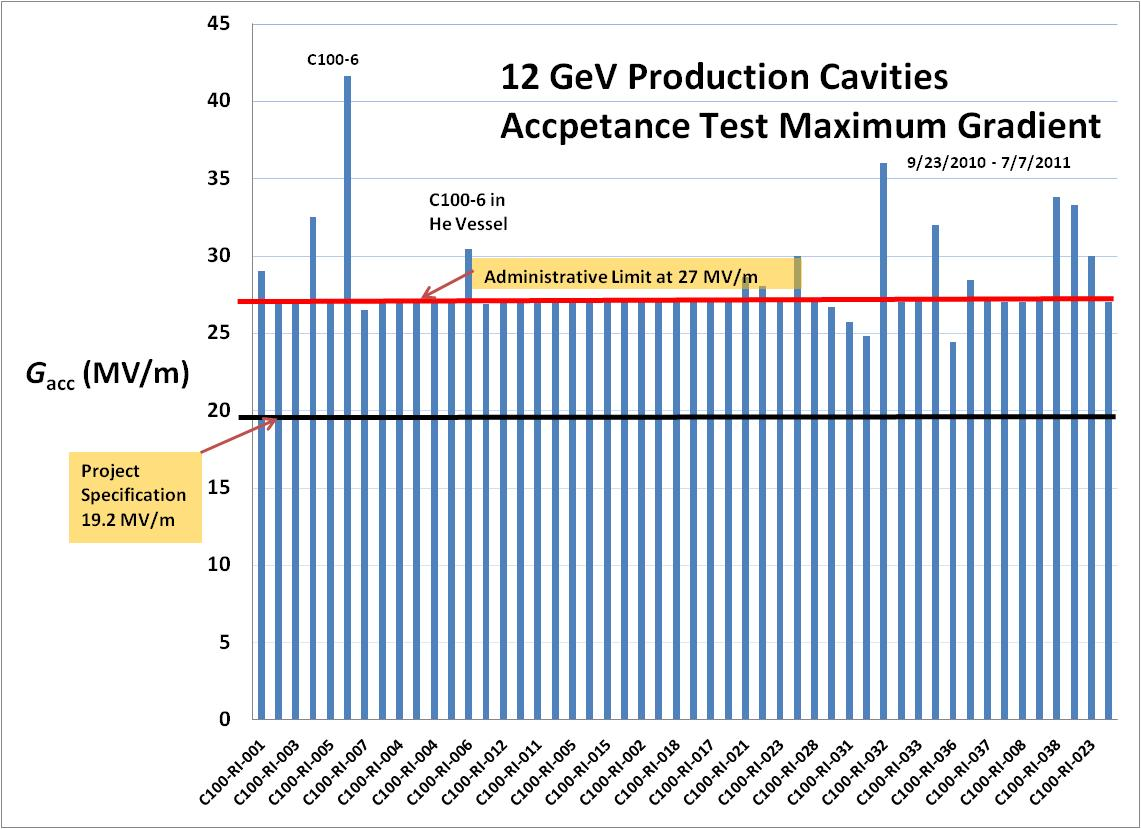 45
C100-6
12 GeV Production Cavities
40
Accpetance Test Maximum Gradient
9/23/2010 - 7/7/2011
35
C100-6 in
He Vessel
30
Administrative Limit at 27 MV/m
25
Gacc (MV/m)
20
Project
Specification
19.2 MV/m
15
10
5
0
C100-RI-001
C100-RI-003
C100-RI-005
C100-RI-007
C100-RI-004
C100-RI-004
C100-RI-006
C100-RI-012
C100-RI-011
C100-RI-005
C100-RI-015
C100-RI-002
C100-RI-018
C100-RI-017
C100-RI-021
C100-RI-023
C100-RI-028
C100-RI-031
C100-RI-032
C100-RI-033
C100-RI-036
C100-RI-037
C100-RI-008
C100-RI-038
C100-RI-023